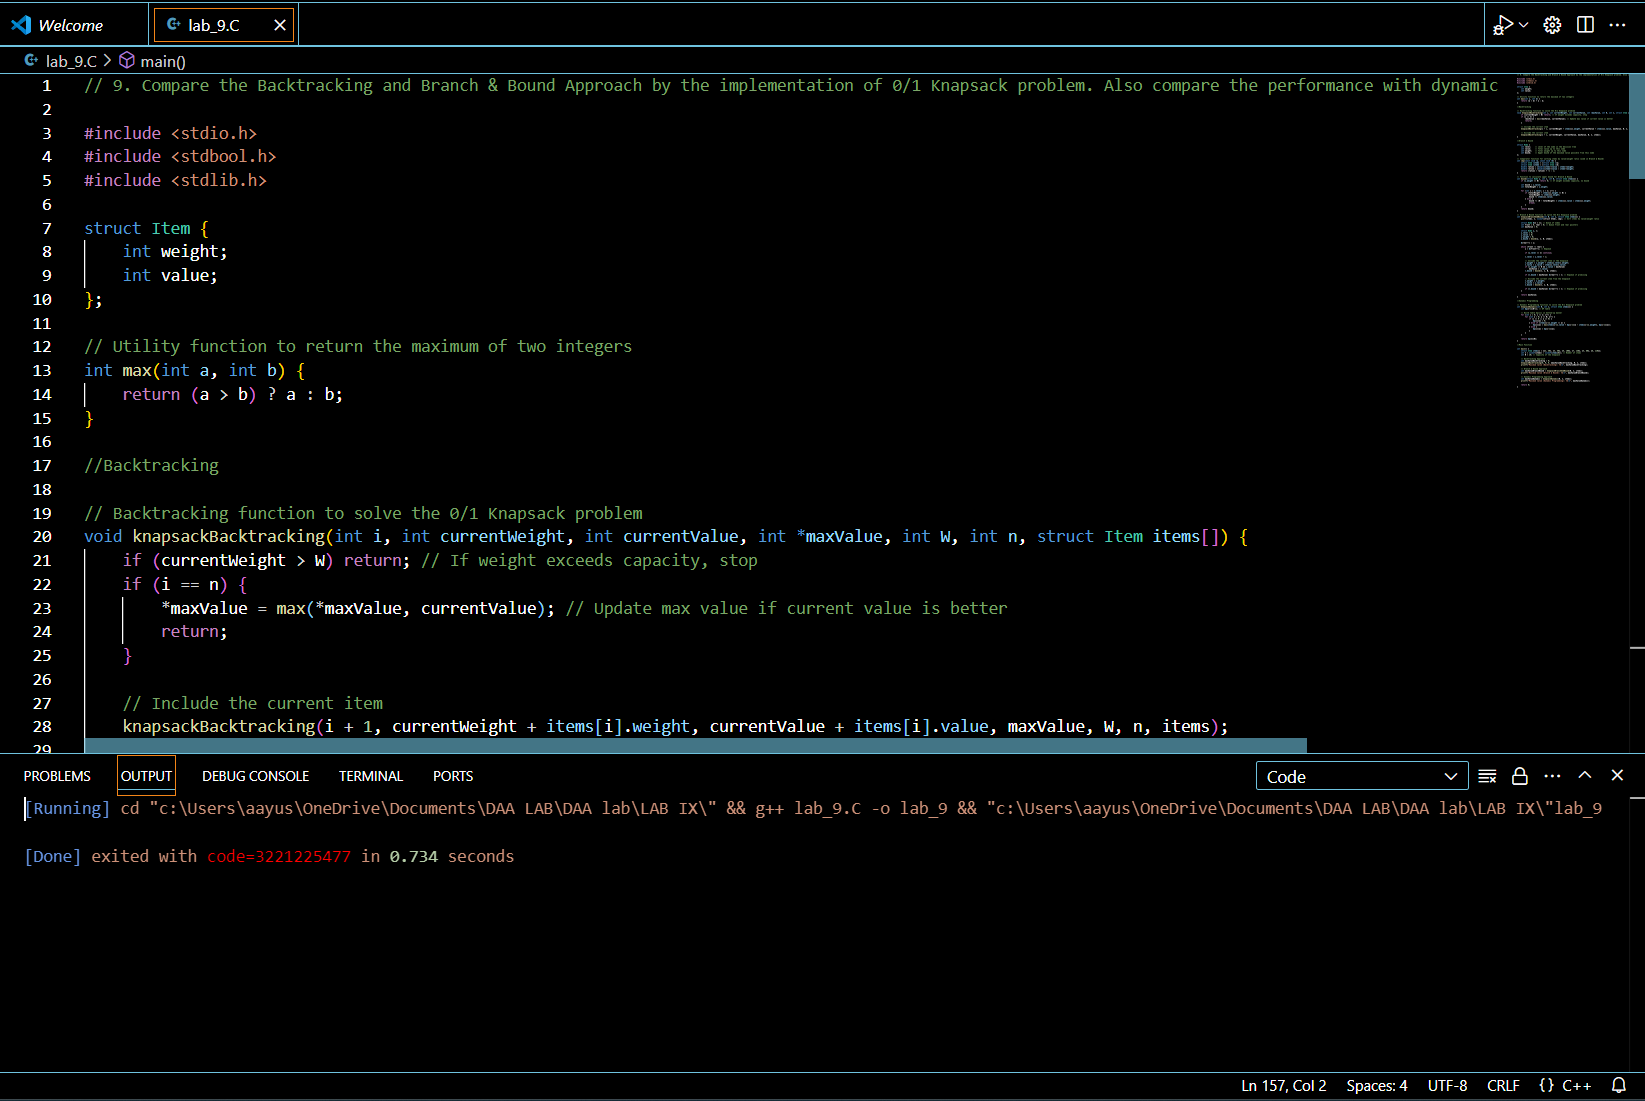 Welcome
lab_9.C
lab_9.C > main()
1 // 9. Compare the Backtracking and Branch & Bound Approach by the implementation of 0/1 Knapsack problem. Also compare the performance with dynamic
2
3 #include <stdio.h>
4 #include <stdbool.h>
5 #include <stdlib.h>
6
7 struct Item {
8     int weight;
9     int value;
10 };
11
12 // Utility function to return the maximum of two integers
13 int max(int a, int b) {
14     return (a > b) ? a : b;
15 }
16
17 //Backtracking
18
19 // Backtracking function to solve the 0/1 Knapsack problem
20 void knapsackBacktracking(int i, int currentWeight, int currentValue, int *maxValue, int W, int n, struct Item items[]) {
21     if (currentWeight > W) return; // If weight exceeds capacity, stop
22     if (i == n) {
23         *maxValue = max(*maxValue, currentValue); // Update max value if current value is better
24         return;
25     }
26
27     // Include the current item
28     knapsackBacktracking(i + 1, currentWeight + items[i].weight, currentValue + items[i].value, maxValue, W, n, items);
29
PROBLEMS OUTPUT DEBUG CONSOLE TERMINAL PORTS Code
[Running] cd "c:\Users\aayus\OneDrive\Documents\DAA LAB\DAA lab\LAB IX\" && g++ lab_9.C -o lab_9 && "c:\Users\aayus\OneDrive\Documents\DAA LAB\DAA lab\LAB IX\"lab_9
[Done] exited with code=3221225477 in 0.734 seconds
Ln 157, Col 2 Spaces: 4 UTF-8 CRLF {} C++